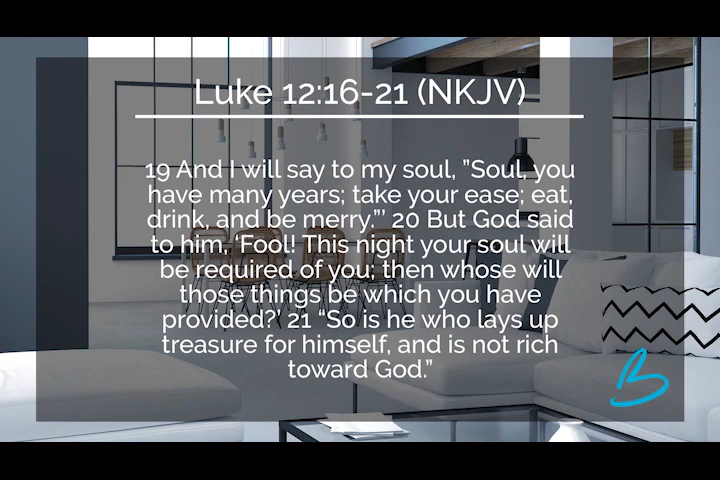 Luke 12:16-21 (NKJV)
19 And I will say to my soul, ”Soul, you
have many years; take your ease; eat,
drink, and be merry.”’ 20 But God said
to him, ‘Fool! This night your soul will
be required of you; then whose will
those things be which you have
provided?’ 21 “So is he who lays up
treasure for himself, and is not rich
toward God.”
B